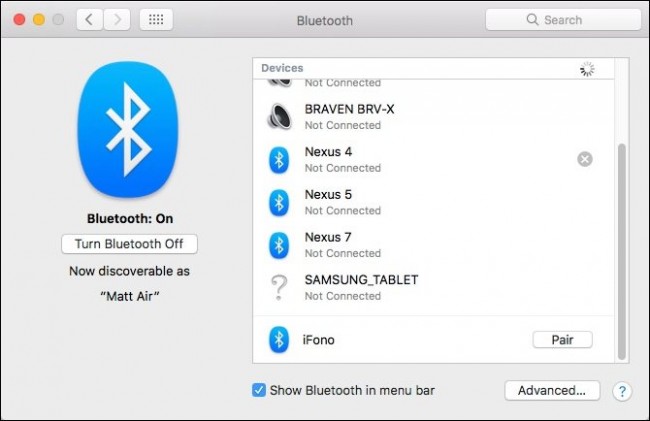 Bluetooth
Search
Bluetooth: On
Turn Bluetooth Off
Now discoverable as
“Matt Air”
Devices
Not Connected
BRAVEN BRV-X
Not Connected
Nexus 4
Not Connected
Nexus 5
Not Connected
Nexus 7
Not Connected
SAMSUNG_TABLET
Not Connected
iFono
Pair
Show Bluetooth in menu bar
Advanced...
?